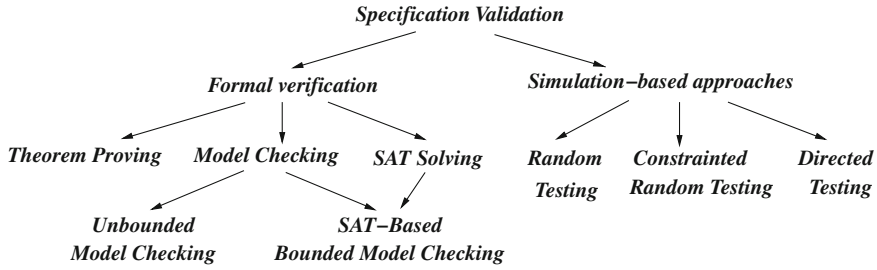 Specification Validation
Formal verification
Simulation−based approaches
Theorem Proving
Model Checking
SAT Solving
Random
Testing
Constrainted
Random Testing
Directed
Testing
Unbounded
Model Checking
SAT−Based
Bounded Model Checking